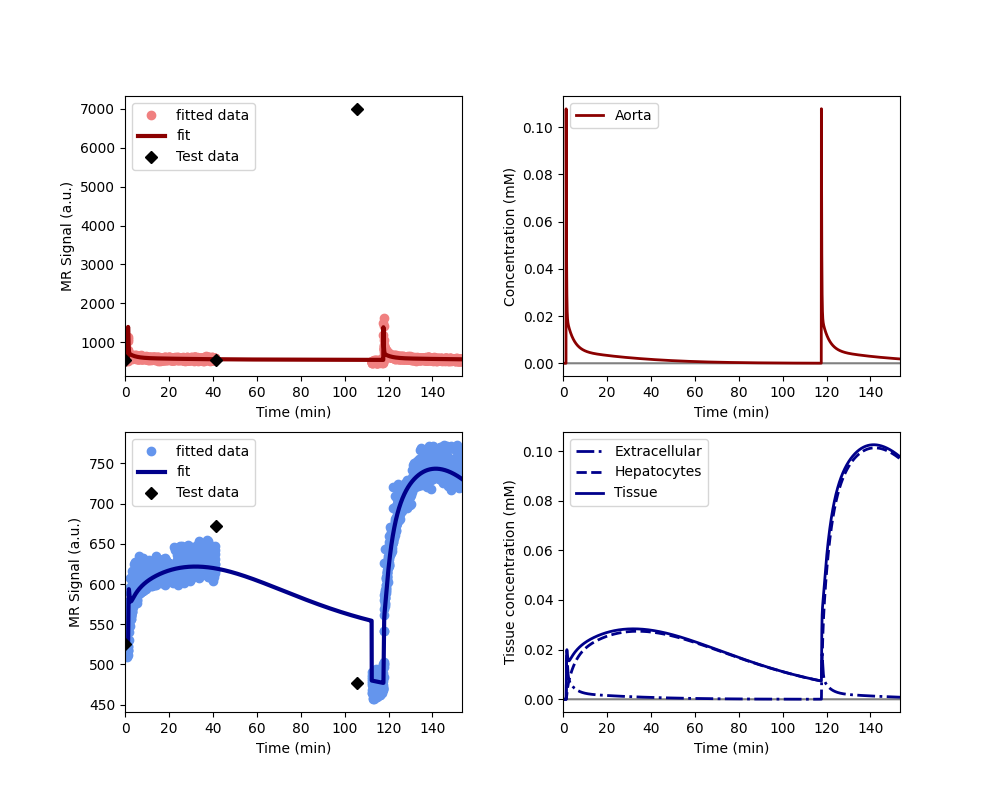 7000
6000
5000
4000
3000
2000
1000
MR Signal (a.u.)
fitted data
fit
Test data
0 20 40 60 80 100 120 140
Time (min)
0.10
0.08
0.06
0.04
0.02
0.00
Concentration (mM)
Aorta
0 20 40 60 80 100 120 140
Time (min)
750
700
650
600
550
500
450
MR Signal (a.u.)
fitted data
fit
Test data
0 20 40 60 80 100 120 140
Time (min)
0.10
0.08
0.06
0.04
0.02
0.00
Tissue concentration (mM)
Extracellular
Hepatocytes
Tissue
0 20 40 60 80 100 120 140
Time (min)